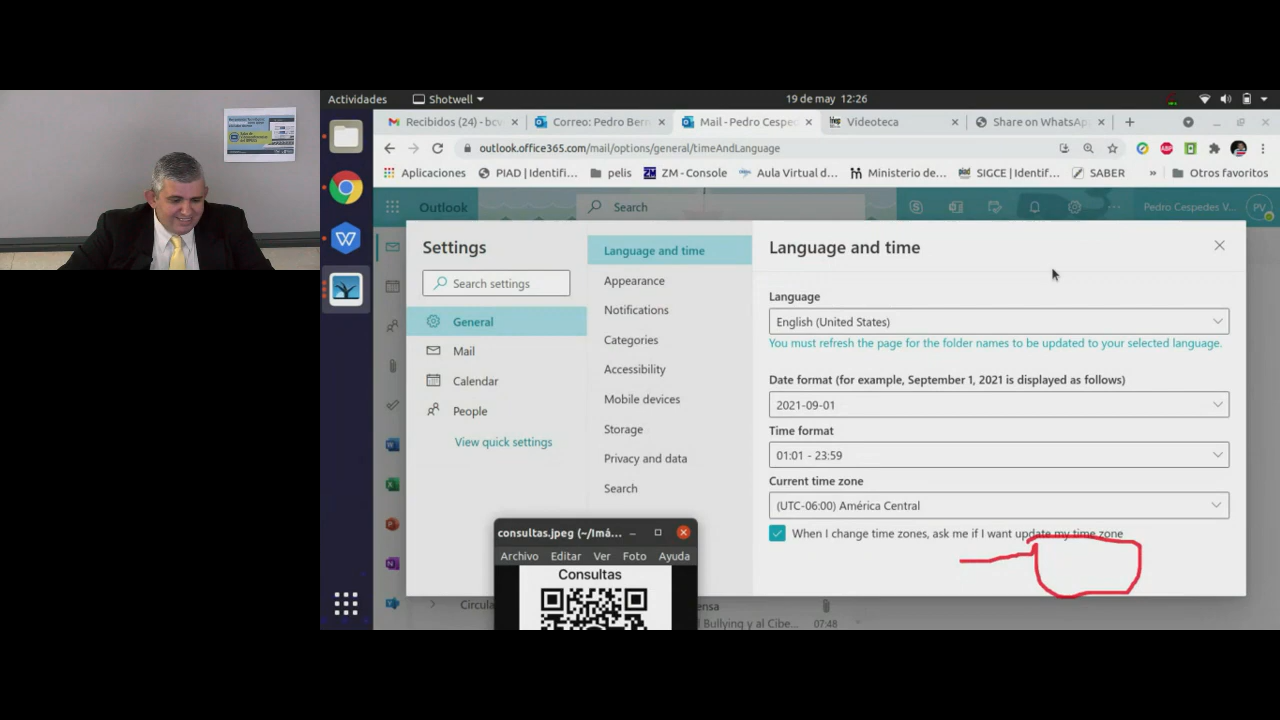 Actividades
Shotwell
19 de may 12:26
Recibidos (24) - bcv
Correo: Pedro Bern
Mail - Pedro Cespe
Videoteca
Share on WhatsAp
outlook.office365.com/mail/options/general/timeAndLanguage
Aplicaciones
PIAD | Identifi...
pelis
ZM - Console
Aula Virtual d...
Ministerio de...
SIGCE | Identif...
SABER
»
Otros favoritos
Outlook
Search
Pedro Cespedes V...
PV
Settings
Search settings
General
Mail
Calendar
People
View quick settings
Language and time
Appearance
Notifications
Categories
Accessibility
Mobile devices
Storage
Privacy and data
Search
Language and time
Language
English (United States)
You must refresh the page for the folder names to be updated to your selected language.
Date format (for example, September 1, 2021 is displayed as follows)
2021-09-01
Time format
01:01 - 23:59
Current time zone
(UTC-06:00) América Central
When I change time zones, ask me if I want update my time zone
consultas.jpeg (~/Imá...
Archivo Editar Ver Foto Ayuda
Consultas
Circula
ensa
l Bullying y al Cibe...
07:48